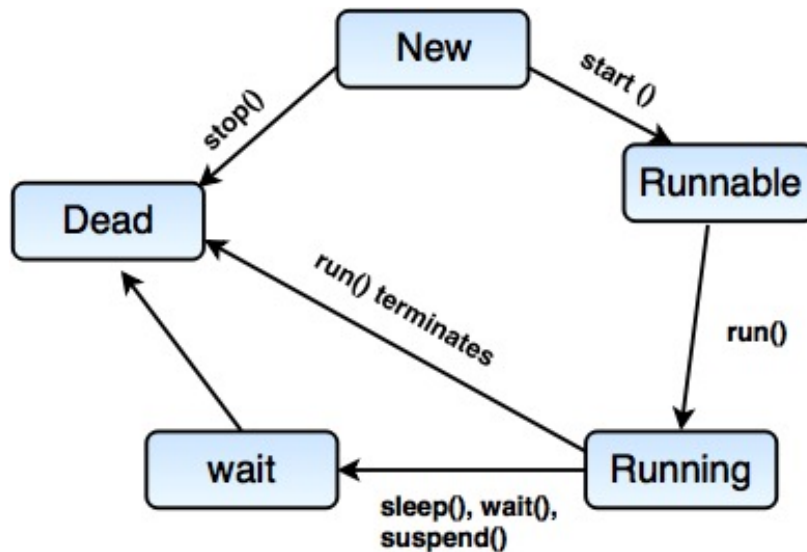 New
stop()
start ()
Runnable
Dead
run() terminates
run()
wait
Running
sleep(), wait(),
suspend()